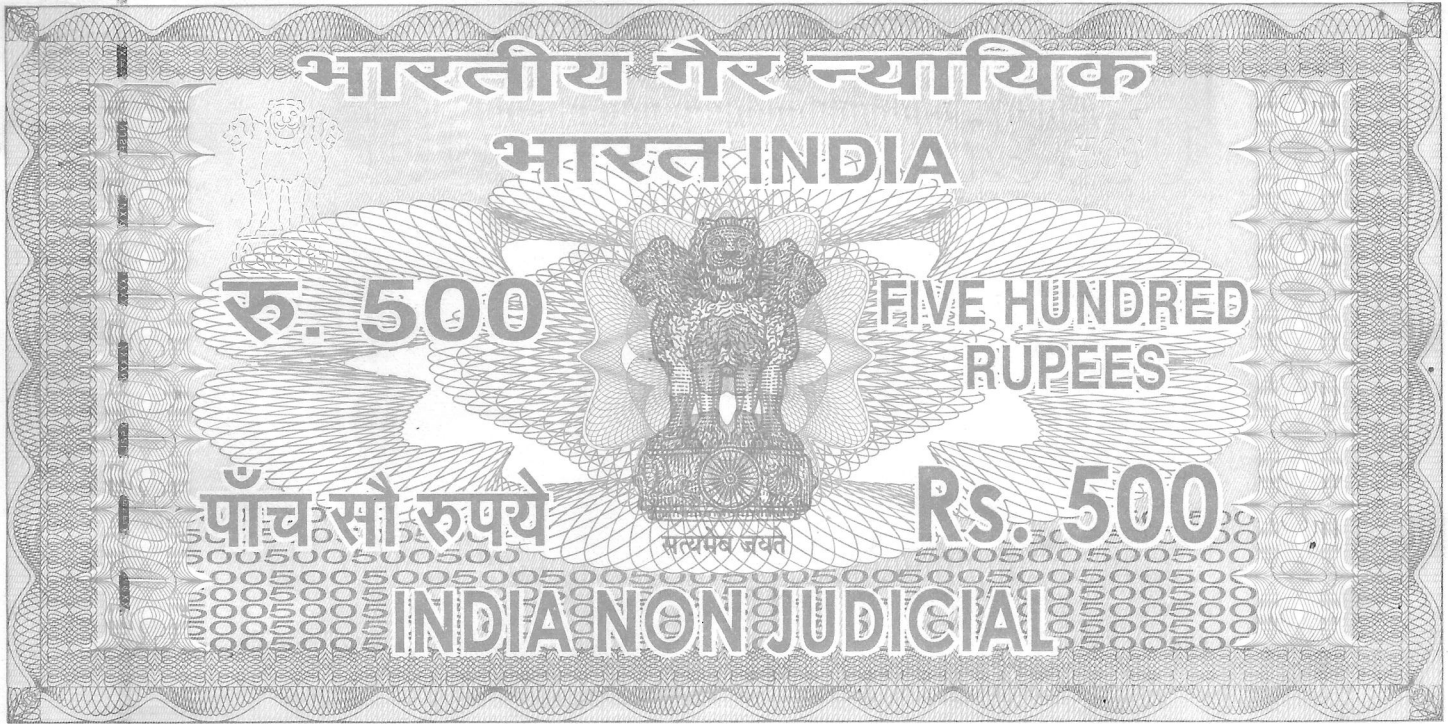 भारतीय गैर न्यायिक
भारत INDIA
रु. 500
FIVE HUNDRED
RUPEES
पाँच सौ रुपये
Rs. 500
सत्यमेव जयते
INDIA NON JUDICIAL